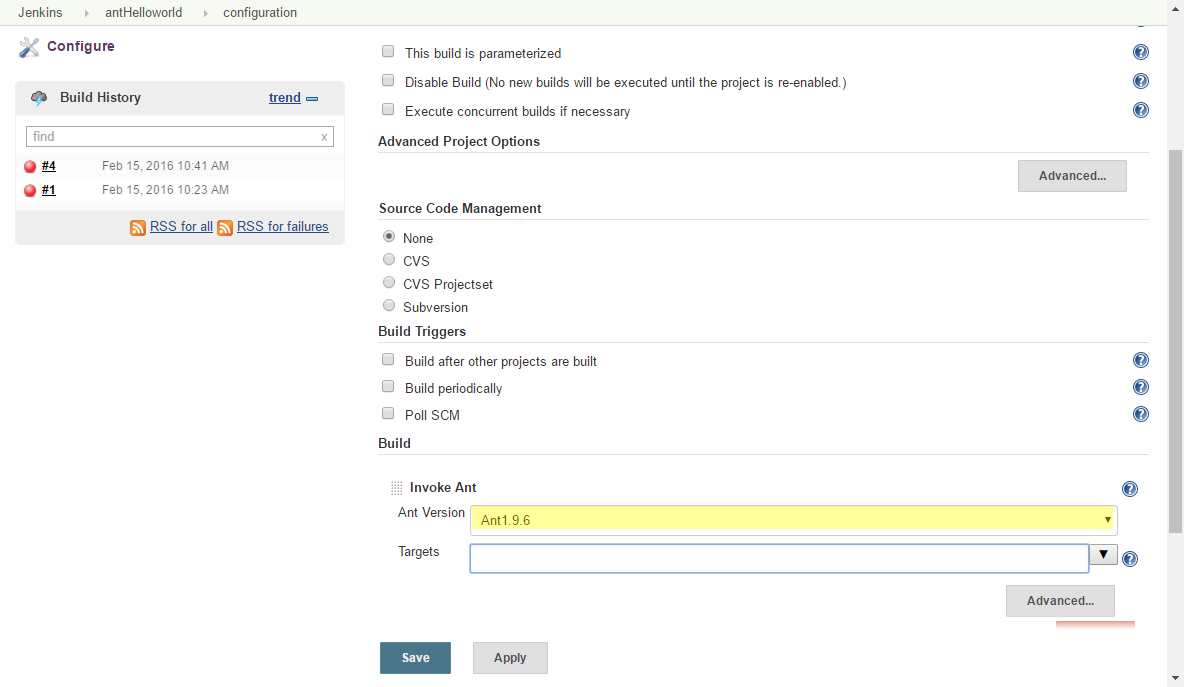 Jenkins antHelloworld configuration
Configure
Build History trend
find x
#4 Feb 15, 2016 10:41 AM
#1 Feb 15, 2016 10:23 AM
RSS for all RSS for failures
This build is parameterized
Disable Build (No new builds will be executed until the project is re-enabled.)
Execute concurrent builds if necessary
Advanced Project Options
Advanced...
Source Code Management
None
CVS
CVS Projectset
Subversion
Build Triggers
Build after other projects are built
Build periodically
Poll SCM
Build
Invoke Ant
Ant Version Ant1.9.6
Targets
Advanced...
Save Apply